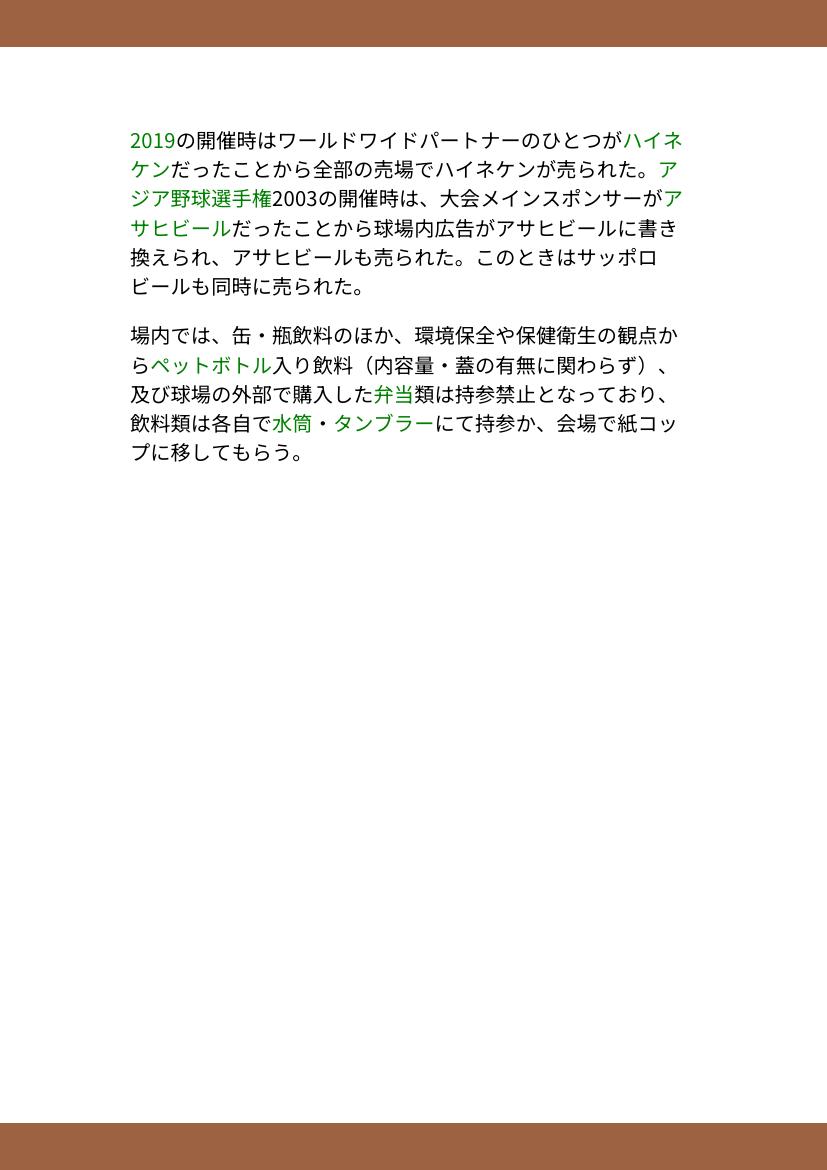 2019の開催時はワールドワイドパートナーのひとつがハイネ
ケンだったことから全部の売場でハイネケンが売られた。ア
ジア野球選手権2003の開催時は、大会メインスポンサーがア
サヒビールだったことから球場内広告がアサヒビールに書き
換えられ、アサヒビールも売られた。このときはサッポロ
ビールも同時に売られた。
場内では、缶・瓶飲料のほか、環境保全や保健衛生の観点か
らペットボトル入り飲料（内容量・蓋の有無に関わらず）、
及び球場の外部で購入した弁当類は持参禁止となっており、
飲料類は各自で水筒・タンブラーにて持参か、会場で紙コッ
プに移してもらう。